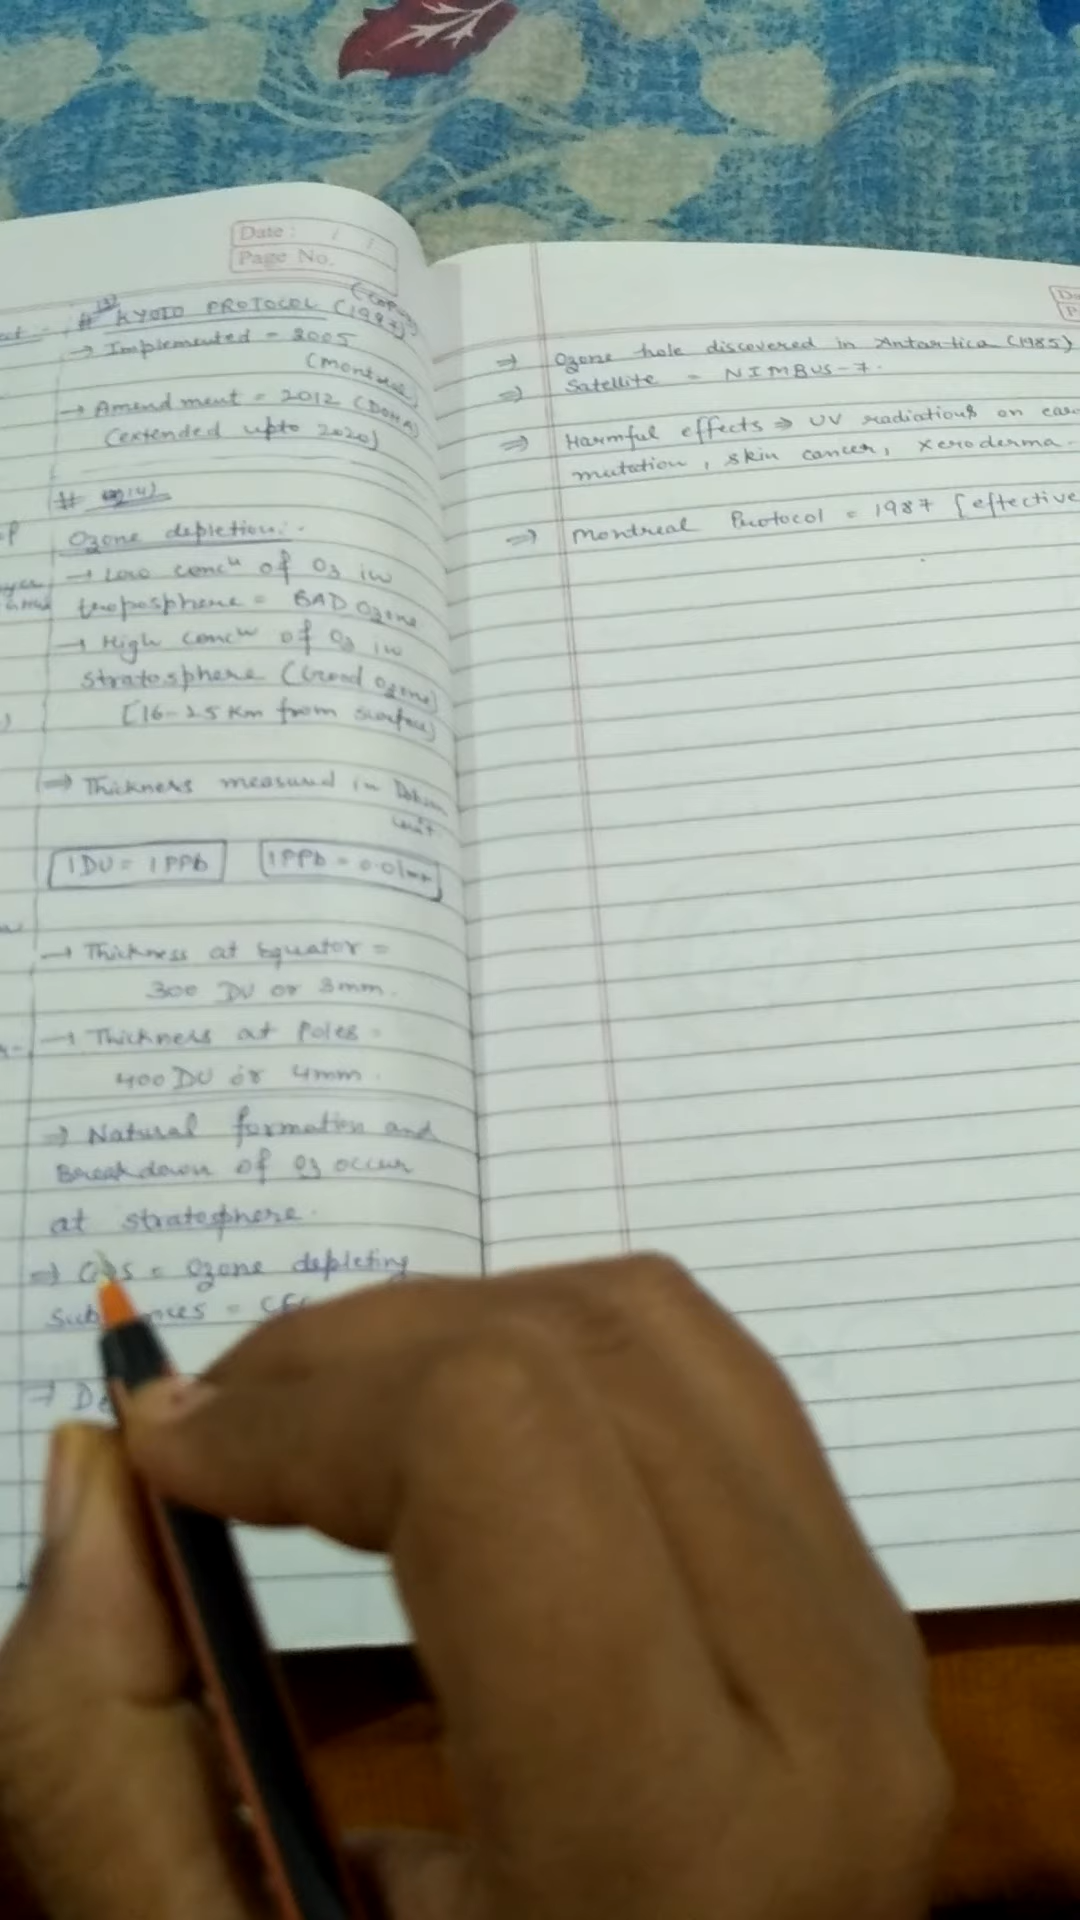 Date: / /
Page No.
# KYOTO PROTOCOL (1997)
→ Implemented = 2005
→ Amendment = 2012 (DOHA)
(extended upto 2020)
#
Ozone depletion:-
→ Low concn of O3 in
troposphere = BAD Ozone
→ High concn of O3 in
stratosphere (Good Ozone)
[16-25 Km from surface)
⇒ Thickness measured in Dobson
unit
1DU = 1PPb 1PPb = 0.01mm
→ Thickness at Equator =
300 DU or 3mm.
→ Thickness at Poles =
400 DU or 4mm.
⇒ Natural formation and
Breakdown of O3 occur
at stratosphere.
⇒ = Ozone depleting
⇒ Ozone hole discovered in Antartica (1985)
⇒ Satellite = NIMBUS-7.
⇒ Harmful effects ⇒ UV radiations on
mutation, skin cancer, Xeroderma
⇒ Montreal Protocol = 1987 [effective